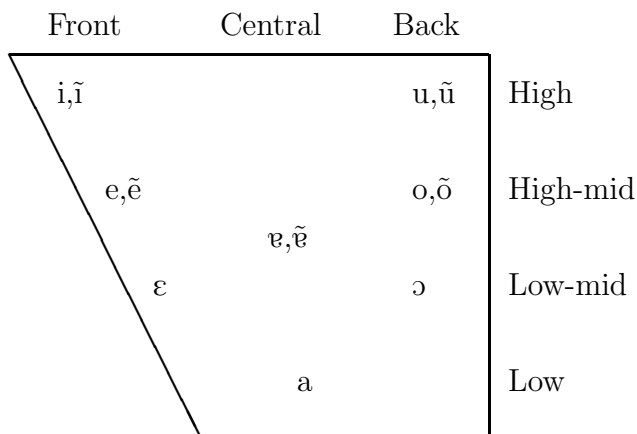 Front Central Back
i,ĩ u,ũ High
e,ẽ o,õ High-mid
ɐ,ɐ̃
ɛ ɔ Low-mid
a Low